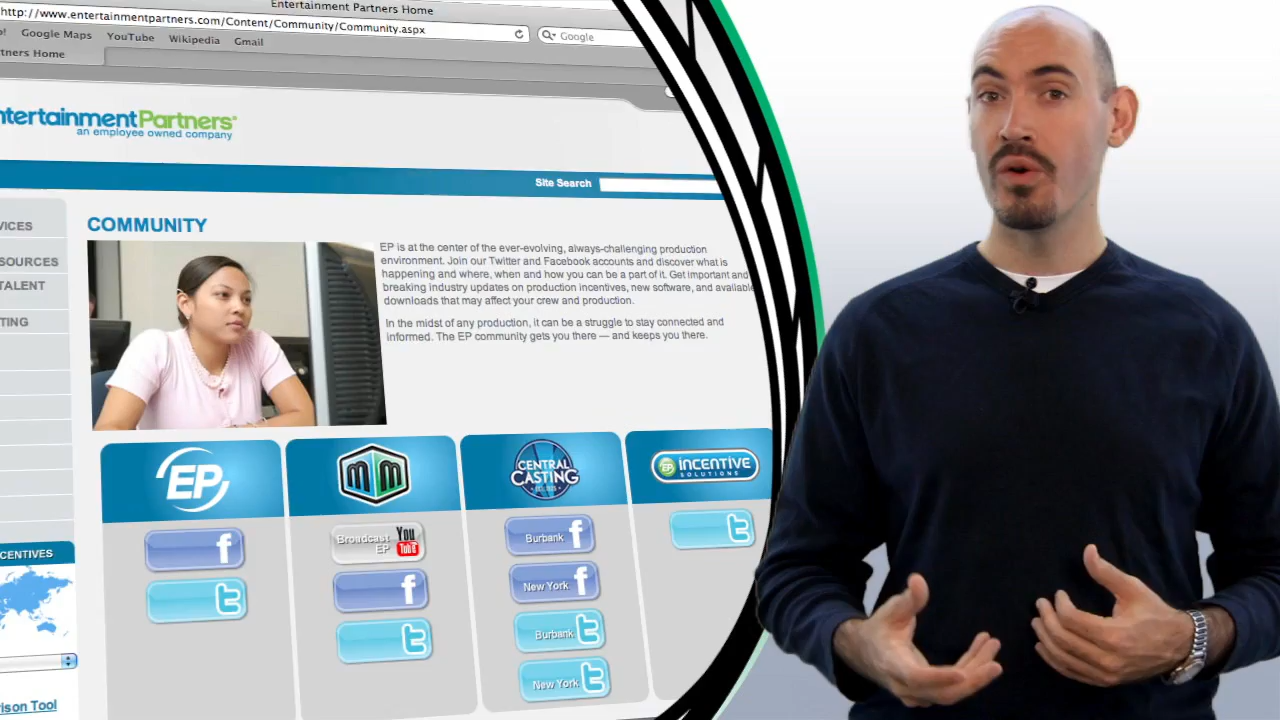 Entertainment Partners Home
http://www.entertainmentpartners.com/Content/Community/Community.aspx
Google
Google Maps YouTube Wikipedia Gmail
tners Home
ntertainmentPartners
an employee owned company
Site Search
VICES
SOURCES
TALENT
TING
COMMUNITY
EP is at the center of the ever-evolving, always-challenging production
environment. Join our Twitter and Facebook accounts and discover what is
happening and where, when and how you can be a part of it. Get important and
breaking industry updates on production incentives, new software, and available
downloads that may affect your crew and production.
In the midst of any production, it can be a struggle to stay connected and
informed. The EP community gets you there — and keeps you there.
EP
MM
CENTRAL
CASTING
EP INCENTIVE
SOLUTIONS
f
t
Broadcast
EP
You
Tube
f
t
Burbank f
New York f
Burbank t
New York t
t
CENTIVES
rison Tool